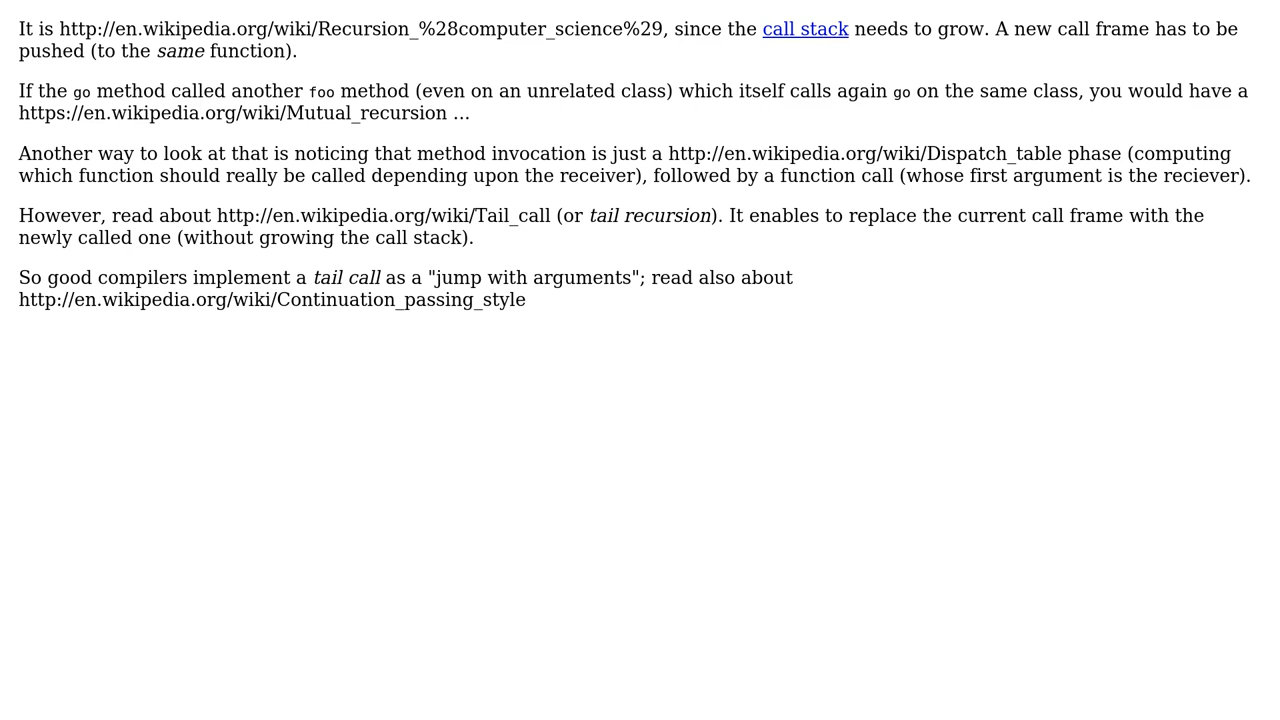 It is http://en.wikipedia.org/wiki/Recursion_%28computer_science%29, since the call stack needs to grow. A new call frame has to be
pushed (to the same function).
If the go method called another foo method (even on an unrelated class) which itself calls again go on the same class, you would have a
https://en.wikipedia.org/wiki/Mutual_recursion ...
Another way to look at that is noticing that method invocation is just a http://en.wikipedia.org/wiki/Dispatch_table phase (computing
which function should really be called depending upon the receiver), followed by a function call (whose first argument is the reciever).
However, read about http://en.wikipedia.org/wiki/Tail_call (or tail recursion). It enables to replace the current call frame with the
newly called one (without growing the call stack).
So good compilers implement a tail call as a "jump with arguments"; read also about
http://en.wikipedia.org/wiki/Continuation_passing_style